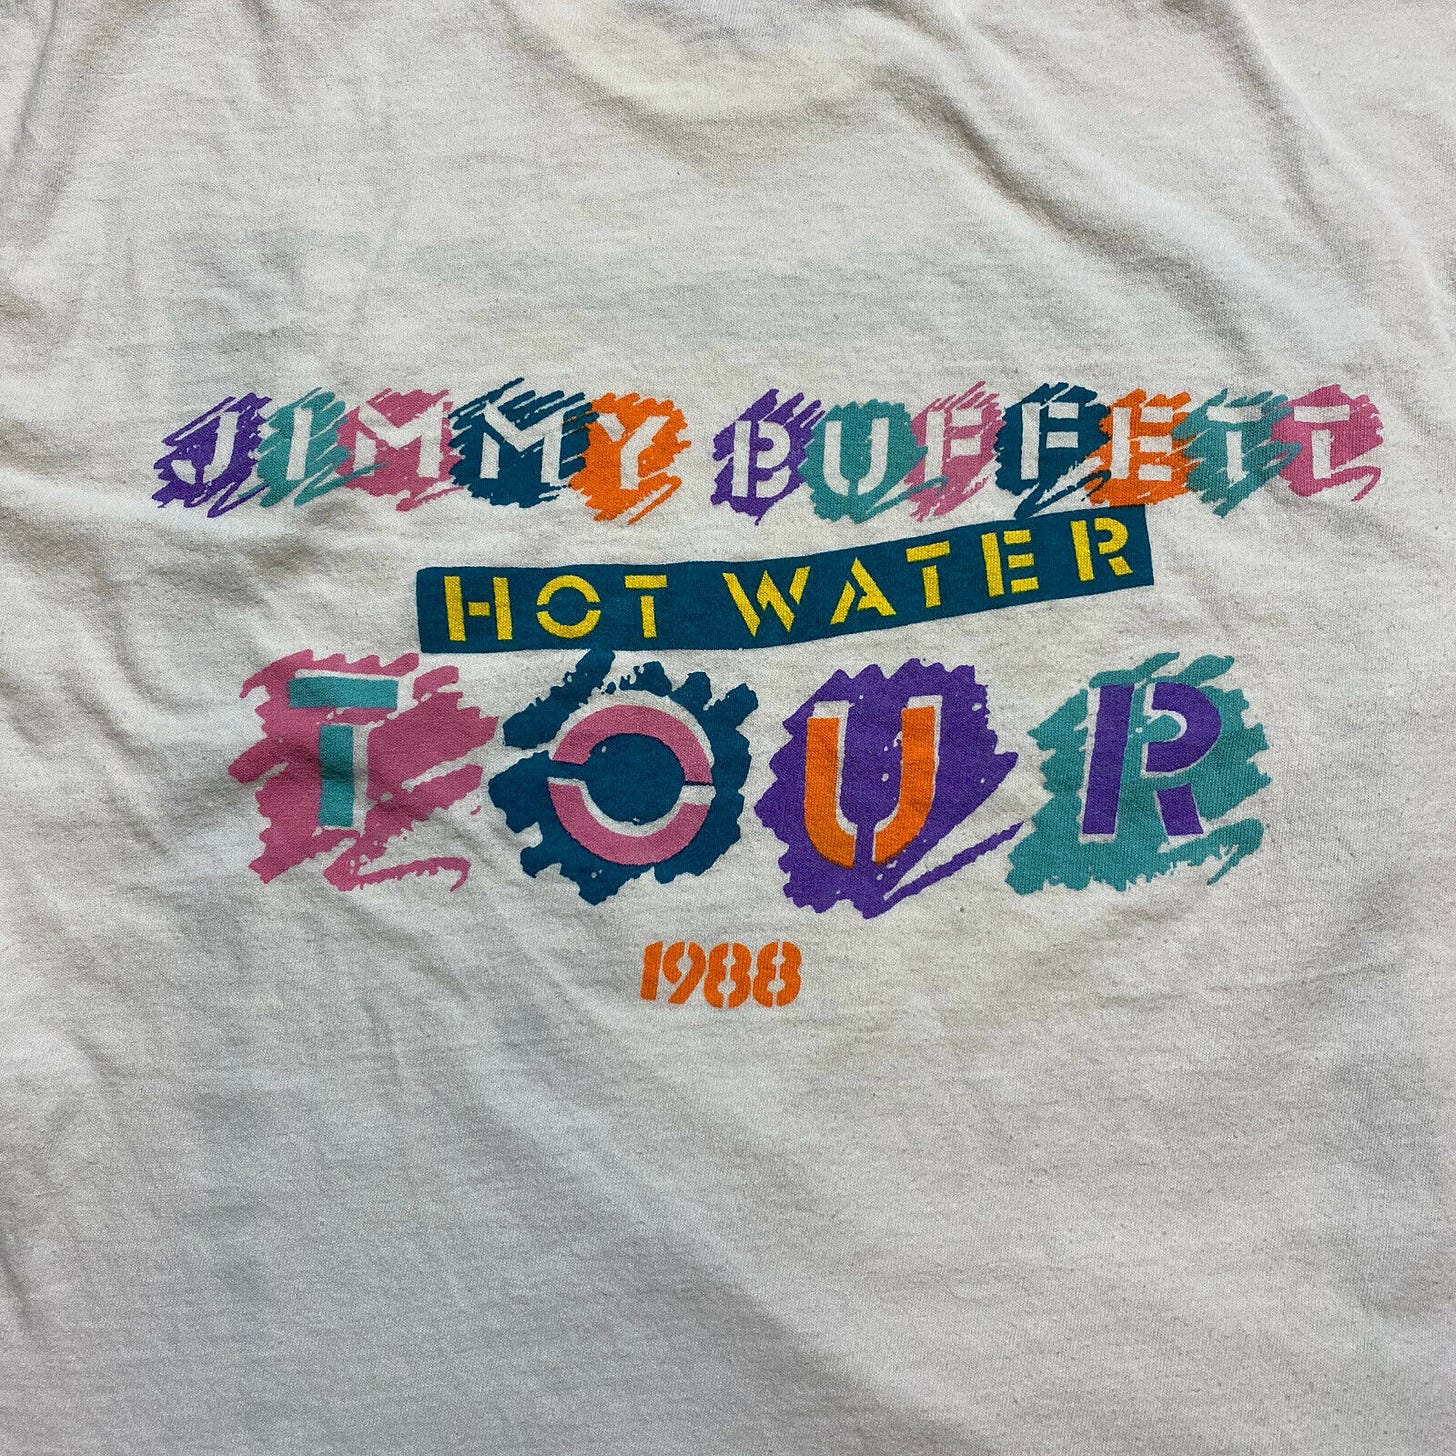 JIMMY BUFFETT
HOT WATER
TOUR
1988